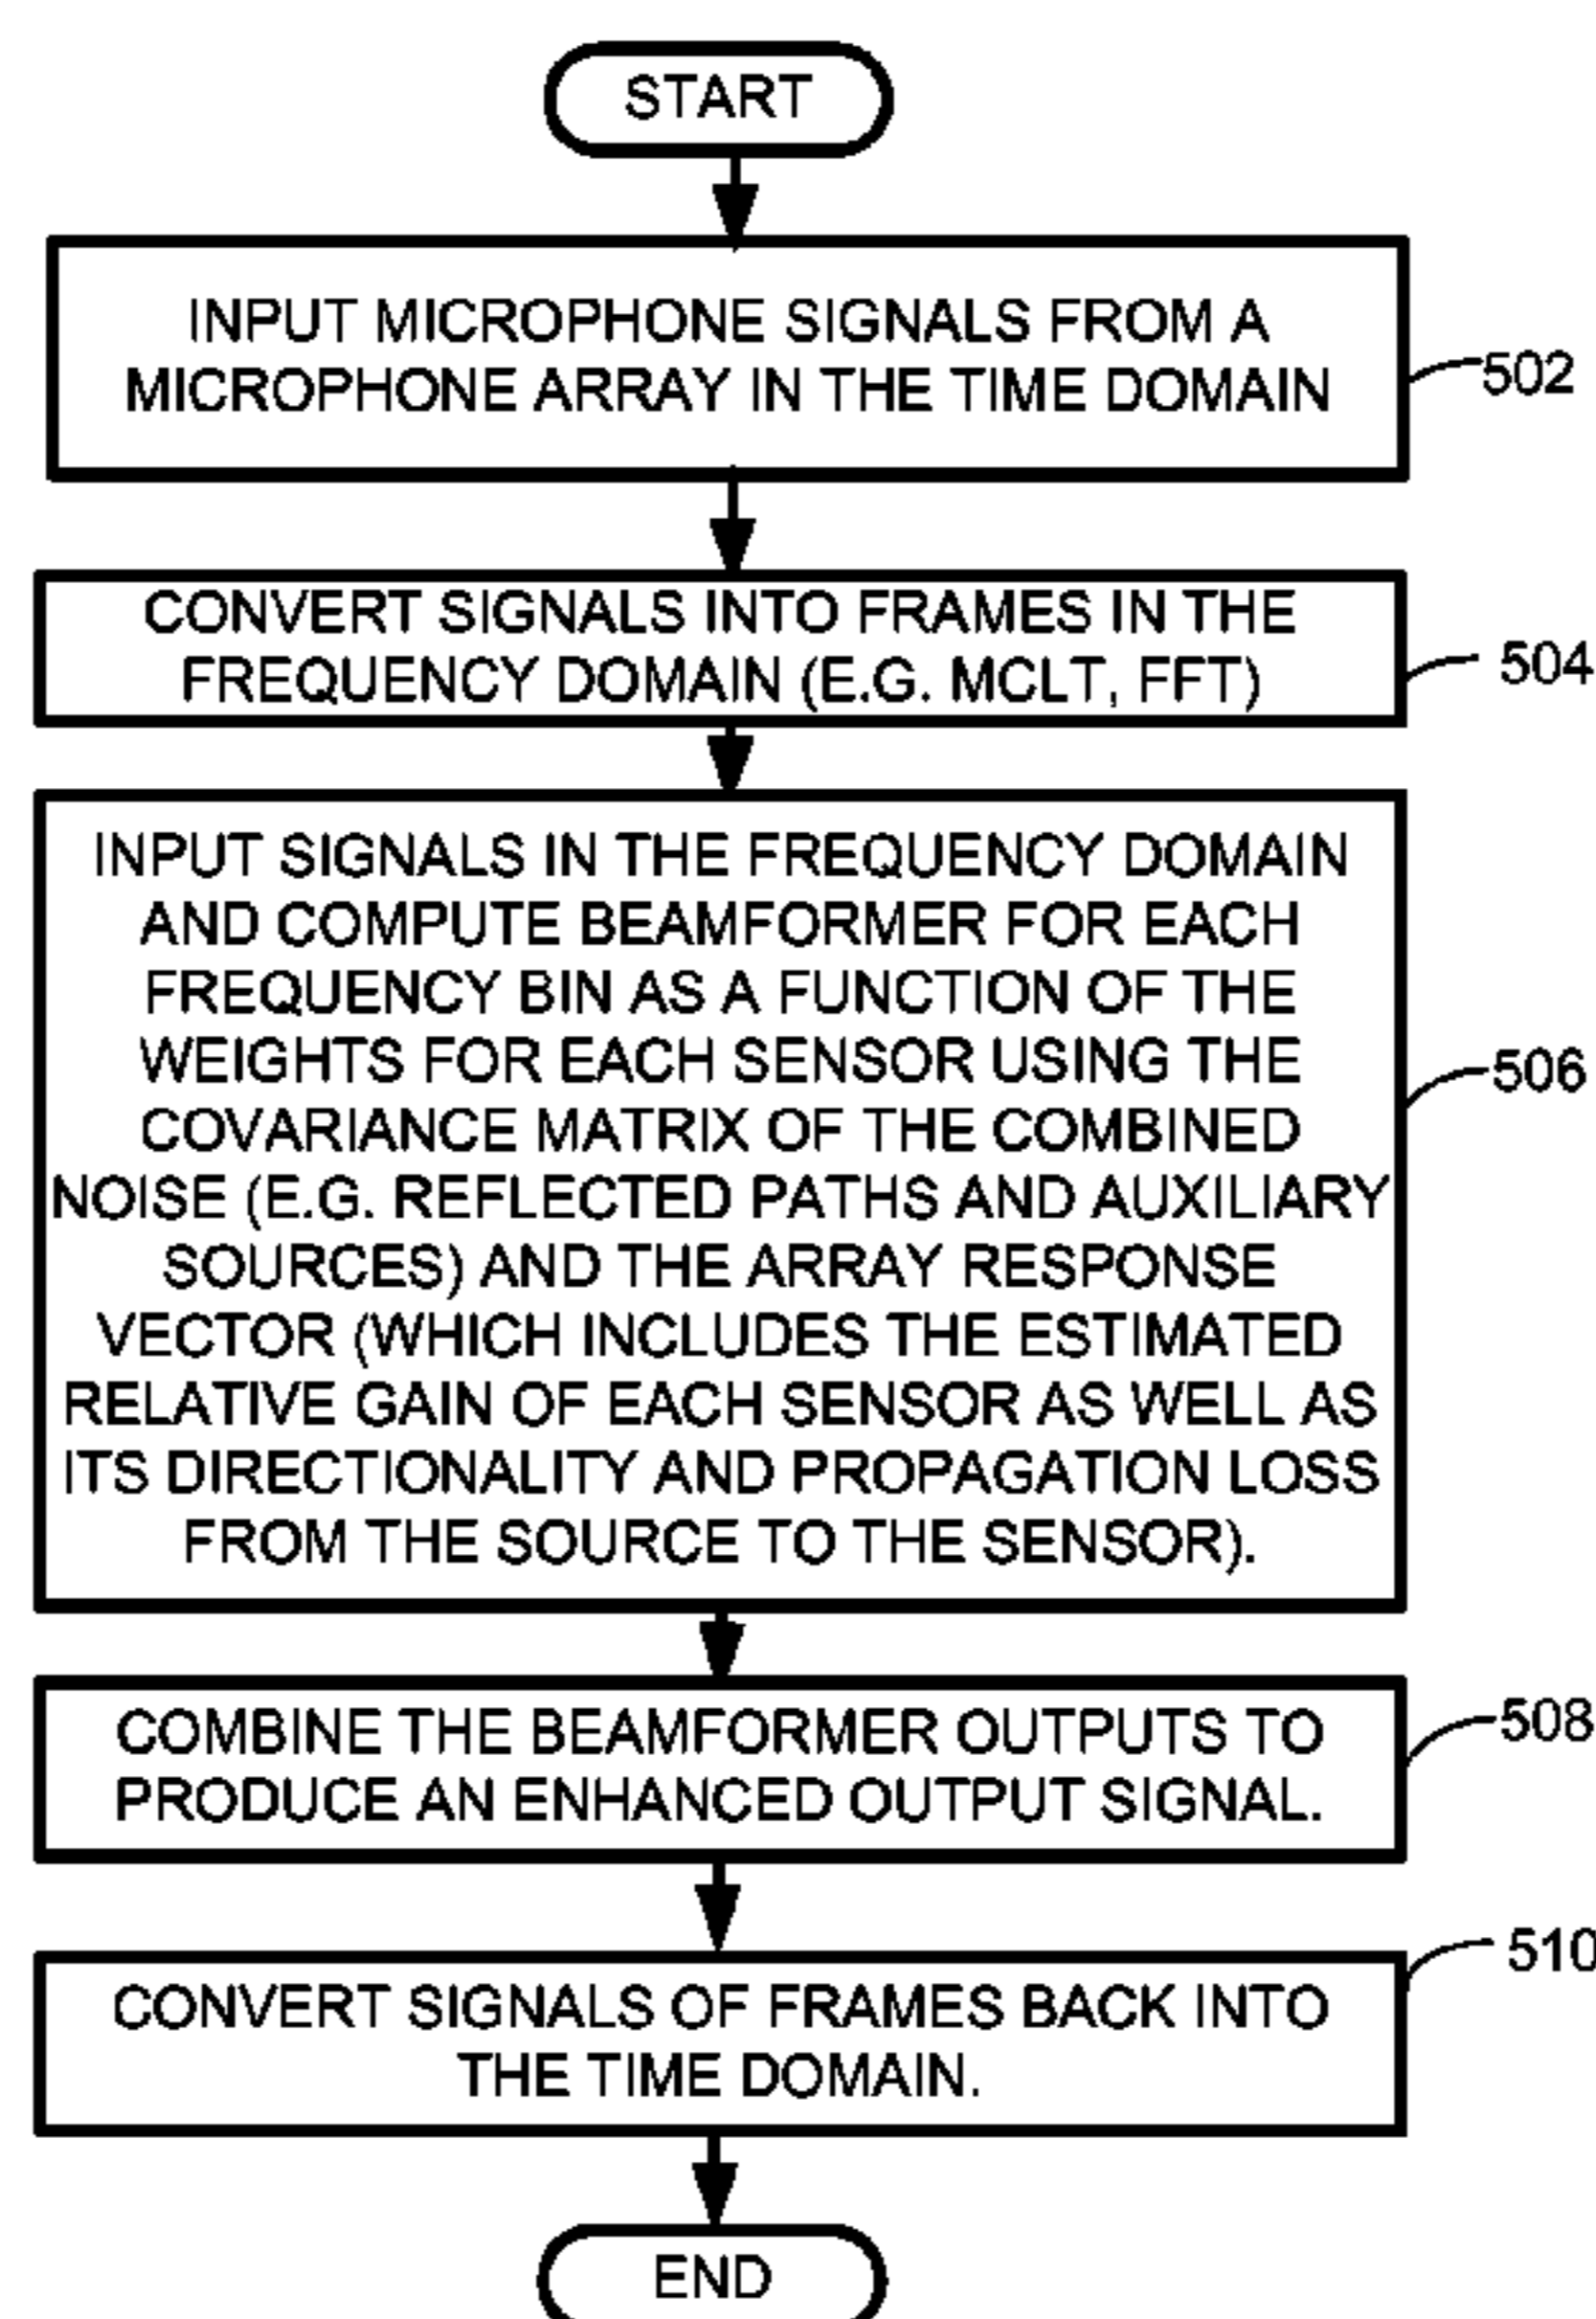 START
INPUT MICROPHONE SIGNALS FROM A
MICROPHONE ARRAY IN THE TIME DOMAIN
502
CONVERT SIGNALS INTO FRAMES IN THE
FREQUENCY DOMAIN (E.G. MCLT, FFT)
504
INPUT SIGNALS IN THE FREQUENCY DOMAIN
AND COMPUTE BEAMFORMER FOR EACH
FREQUENCY BIN AS A FUNCTION OF THE
WEIGHTS FOR EACH SENSOR USING THE
COVARIANCE MATRIX OF THE COMBINED
NOISE (E.G. REFLECTED PATHS AND AUXILIARY
SOURCES) AND THE ARRAY RESPONSE
VECTOR (WHICH INCLUDES THE ESTIMATED
RELATIVE GAIN OF EACH SENSOR AS WELL AS
ITS DIRECTIONALITY AND PROPAGATION LOSS
FROM THE SOURCE TO THE SENSOR).
506
COMBINE THE BEAMFORMER OUTPUTS TO
PRODUCE AN ENHANCED OUTPUT SIGNAL.
508
CONVERT SIGNALS OF FRAMES BACK INTO
THE TIME DOMAIN.
510
END